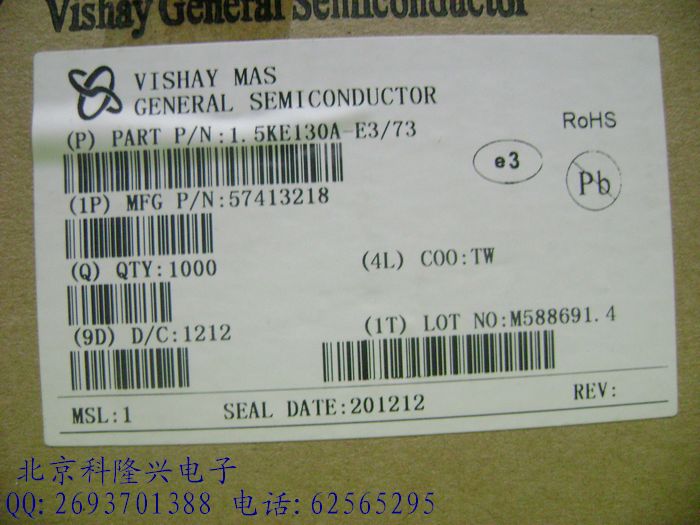 Vishay General Semiconductor
VISHAY MAS
GENERAL SEMICONDUCTOR
(P) PART P/N:1.5KE130A-E3/73
RoHS
e3
Pb
(1P) MFG P/N:57413218
(Q) QTY:1000
(4L) COO:TW
(9D) D/C:1212
(1T) LOT NO:M588691.4
MSL:1
SEAL DATE:201212
REV:
北京科隆兴电子
QQ:2693701388 电话:62565295